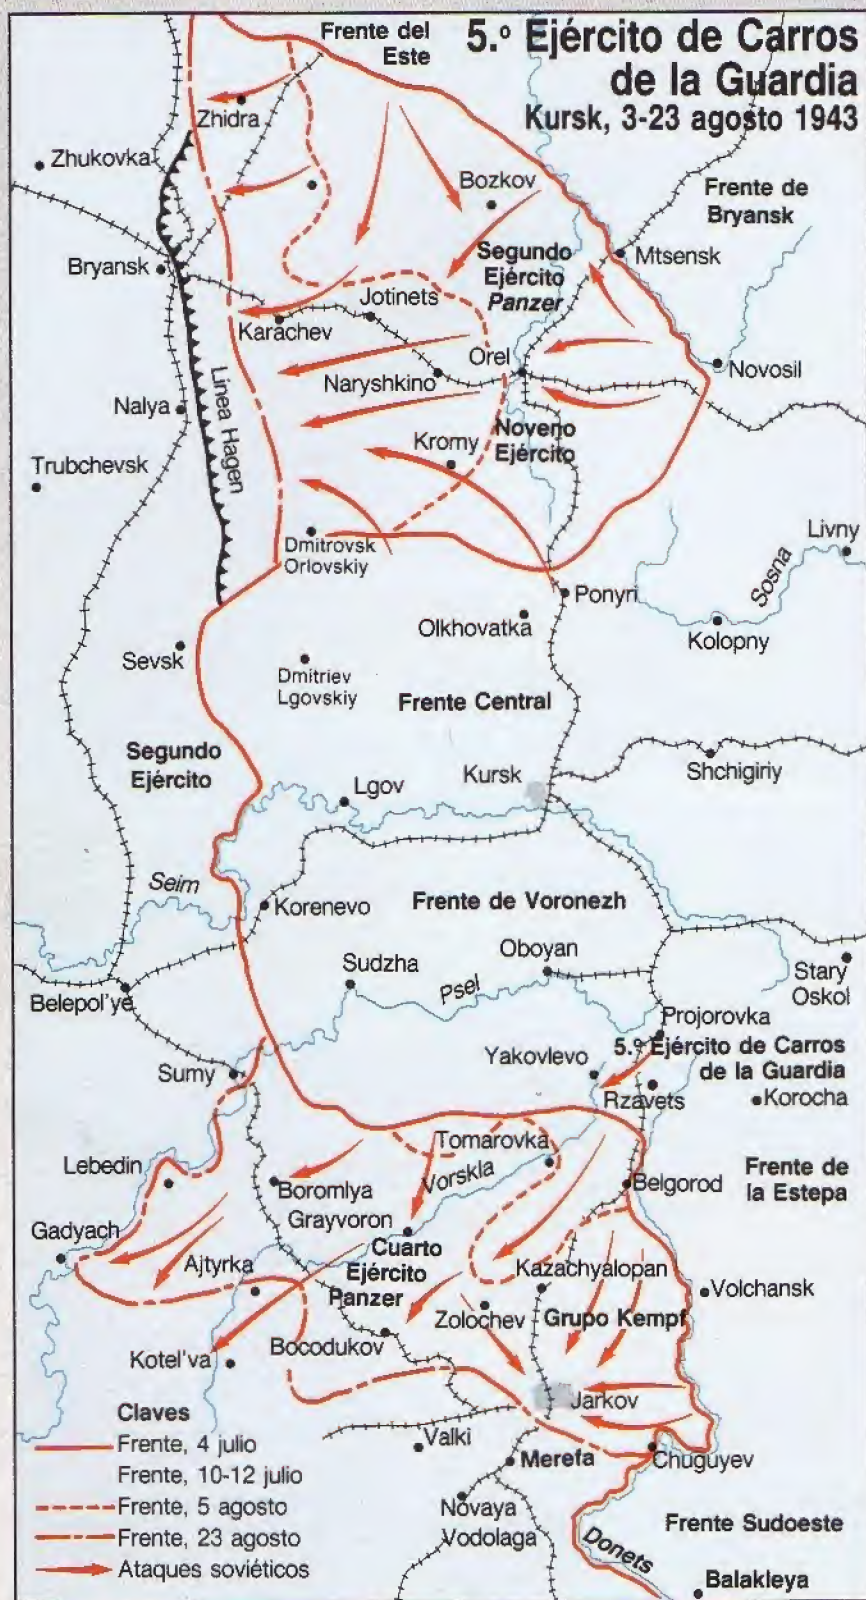 5.º Ejército de Carros
de la Guardia
Kursk, 3-23 agosto 1943
Frente del
Este
Zhidra
Zhukovka
Bozkov
Frente de
Bryansk
Segundo
Ejército
Panzer
Mtsensk
Bryansk
Jotinets
Karachev
Orel
Novosil
Naryshkino
Línea Hagen
Nalya
Noveno
Ejército
Kromy
Trubchevsk
Livny
Dmitrovsk
Orlovskiy
Sosna
Ponyri
Olkhovatka
Kolopny
Sevsk
Dmitriev
Lgovskiy
Frente Central
Segundo
Ejército
Shchigiriy
Kursk
Lgov
Seim
Korenevo
Frente de Voronezh
Oboyan
Sudzha
Psel
Stary
Oskol
Belepol'ye
Projorovka
5.º Ejército de Carros
de la Guardia
Yakovlevo
Sumy
Rzavets
Korocha
Tomarovka
Lebedin
Vorskla
Frente de
la Estepa
Boromlya
Belgorod
Grayvoron
Gadyach
Cuarto
Ejército
Panzer
Ajtyrka
Kazachyalopan
Volchansk
Zolochev
Grupo Kempf
Bocodukov
Kotel'va
Jarkov
Claves
Frente, 4 julio
Frente, 10-12 julio
Frente, 5 agosto
Frente, 23 agosto
Ataques soviéticos
Valki
Merefa
Chuguyev
Novaya
Vodolaga
Frente Sudoeste
Donets
Balakleya